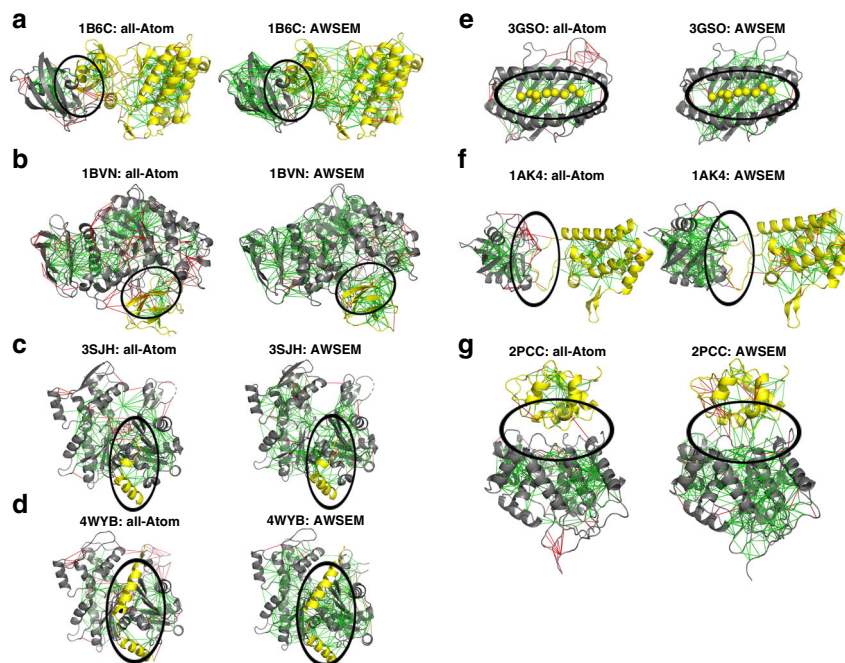 a
1B6C: all-Atom 1B6C: AWSEM
b
1BVN: all-Atom 1BVN: AWSEM
c
3SJH: all-Atom 3SJH: AWSEM
d
4WYB: all-Atom 4WYB: AWSEM
e
3GSO: all-Atom 3GSO: AWSEM
f
1AK4: all-Atom 1AK4: AWSEM
g
2PCC: all-Atom 2PCC: AWSEM